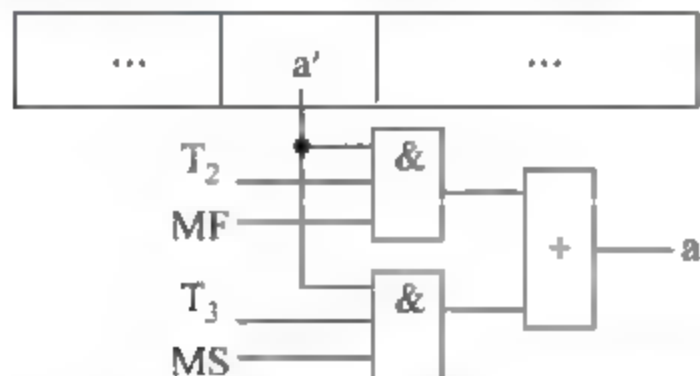 ... a′ ...
T₂ &
MF
+ a
T₃ &
MS